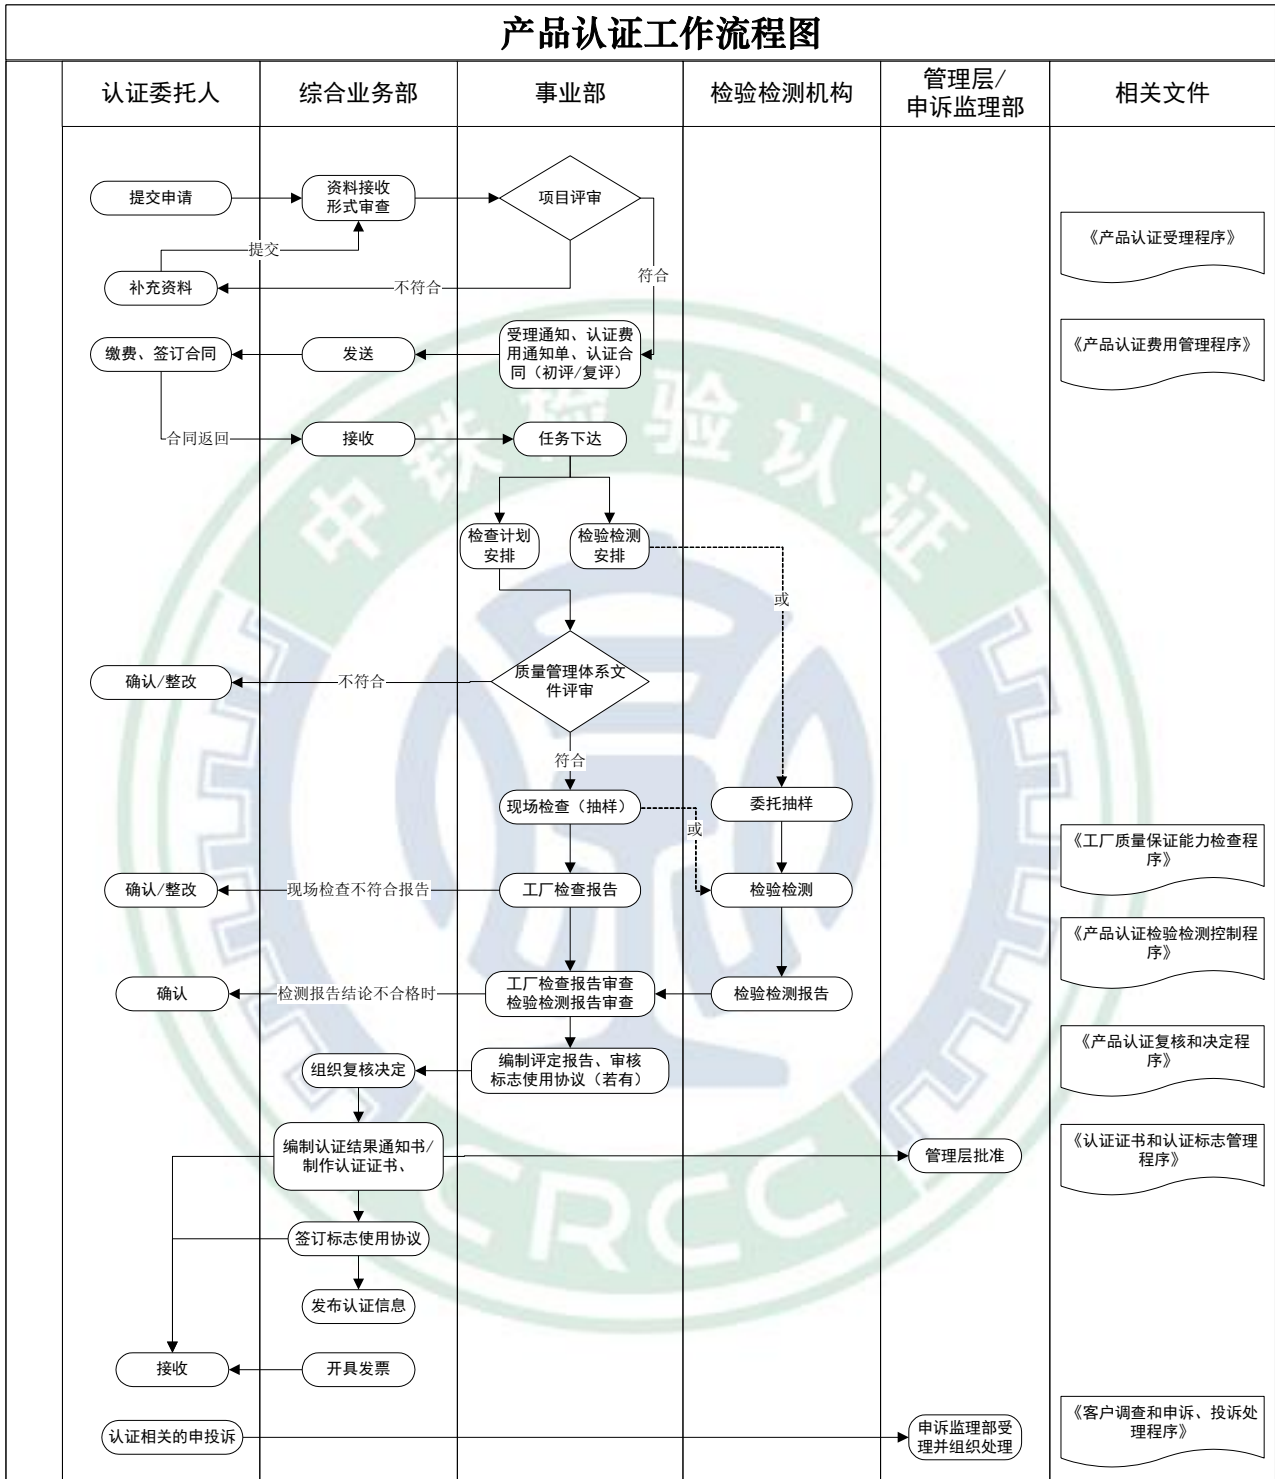 产品认证工作流程图
认证委托人
综合业务部
事业部
检验检测机构
管理层/
申诉监理部
相关文件
提交申请
资料接收
形式审查
项目评审
《产品认证受理程序》
提交
符合
补充资料
不符合
缴费、签订合同
发送
受理通知、认证费
用通知单、认证合
同（初评/复评）
《产品认证费用管理程序》
合同返回
接收
任务下达
检查计划
安排
检验检测
安排
或
确认/整改
不符合
质量管理体系文
件评审
符合
现场检查（抽样）
或
委托抽样
《工厂质量保证能力检查程
序》
确认/整改
现场检查不符合报告
工厂检查报告
检验检测
《产品认证检验检测控制程
序》
确认
检测报告结论不合格时
工厂检查报告审查
检验检测报告审查
检验检测报告
组织复核决定
编制评定报告、审核
标志使用协议（若有）
《产品认证复核和决定程
序》
编制认证结果通知书/
制作认证证书、
管理层批准
《认证证书和认证标志管理
程序》
签订标志使用协议
发布认证信息
接收
开具发票
认证相关的申投诉
申诉监理部受
理并组织处理
《客户调查和申诉、投诉处
理程序》
中铁检验认证
CRCC